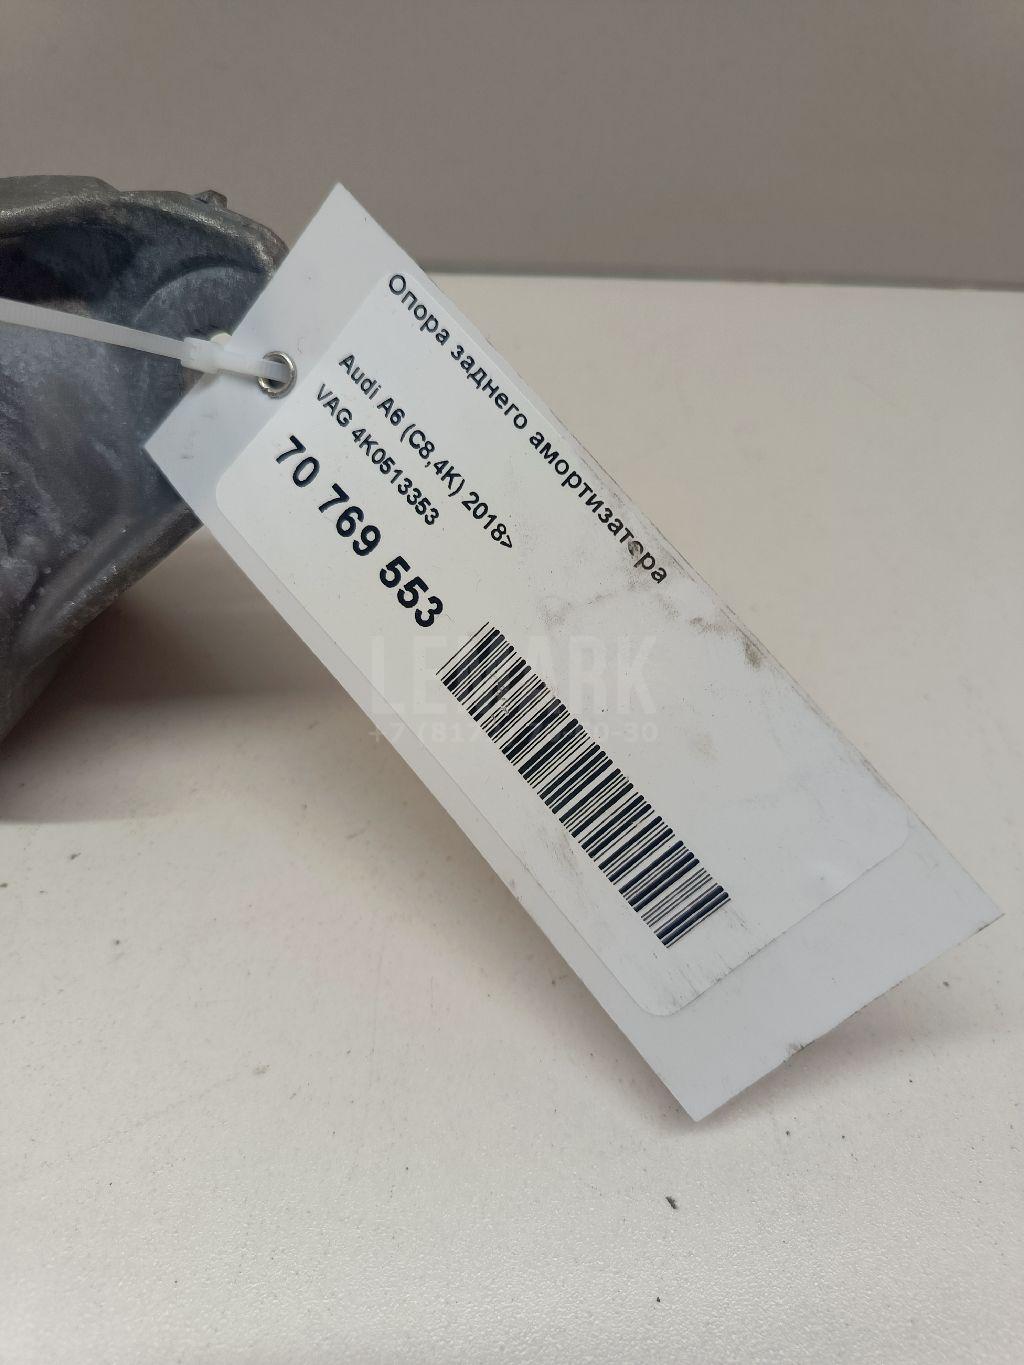 Опора заднего амортизатора
Audi A6 (C8,4K) 2018>
VAG 4K0513353
70 769 553